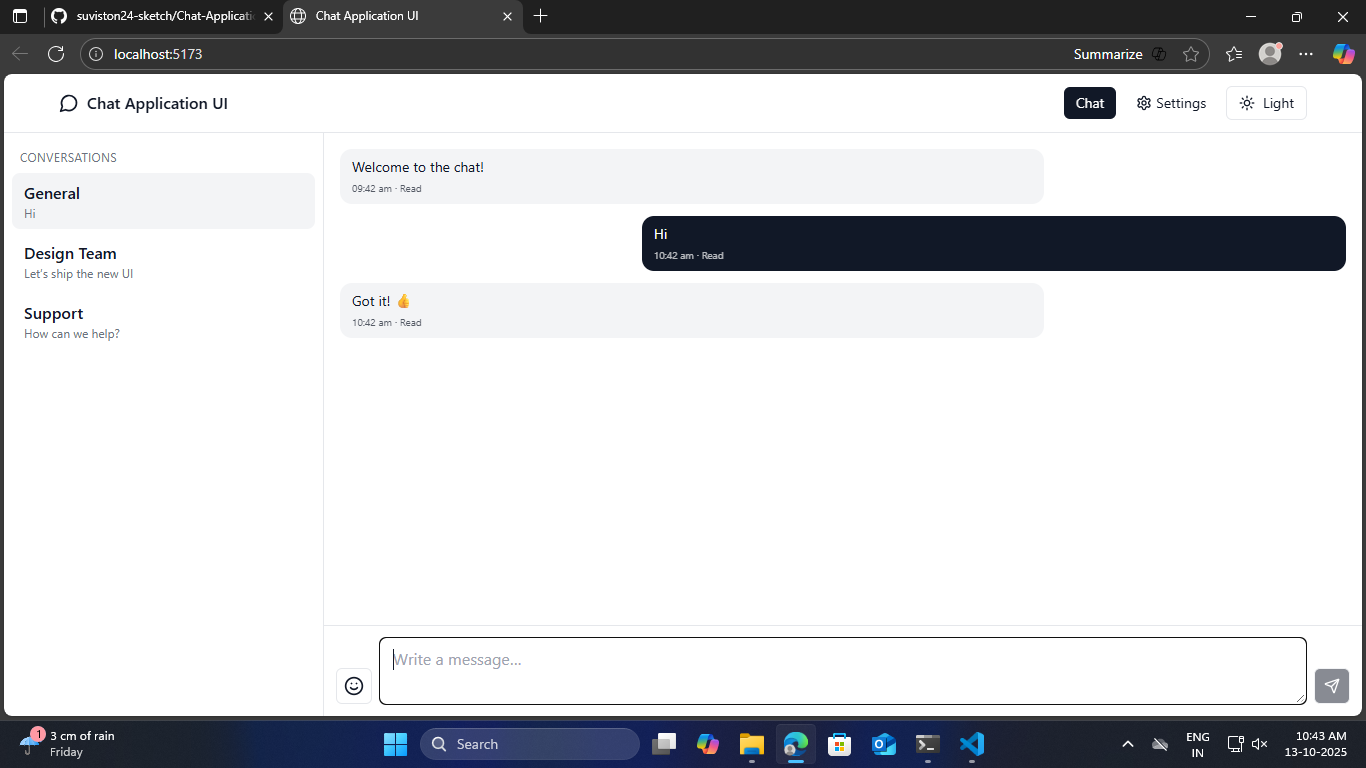 suviston24-sketch/Chat-Applicati
Chat Application UI
localhost:5173
Summarize
Chat Application UI
Chat
Settings
Light
CONVERSATIONS
General
Hi
Design Team
Let's ship the new UI
Support
How can we help?
Welcome to the chat!
09:42 am · Read
Hi
10:42 am · Read
Got it! 👍
10:42 am · Read
Write a message...
1
3 cm of rain
Friday
Search
ENG
IN
10:43 AM
13-10-2025